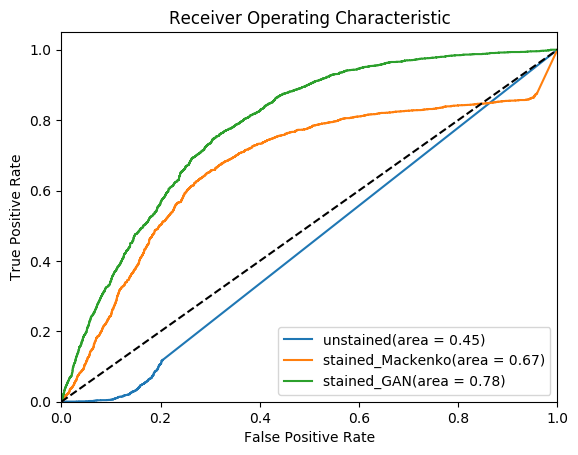 Receiver Operating Characteristic
True Positive Rate
1.0
0.8
0.6
0.4
0.2
0.0
unstained(area = 0.45)
stained_Mackenko(area = 0.67)
stained_GAN(area = 0.78)
0.0 0.2 0.4 0.6 0.8 1.0
False Positive Rate